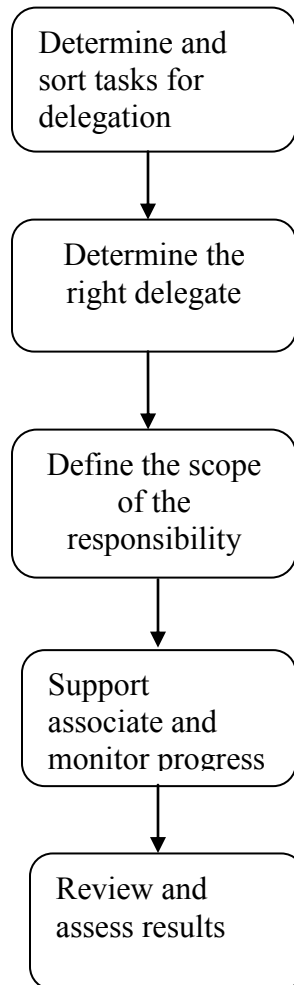 Determine and
sort tasks for
delegation
Determine the
right delegate
Define the scope
of the
responsibility
Support
associate and
monitor progress
Review and
assess results